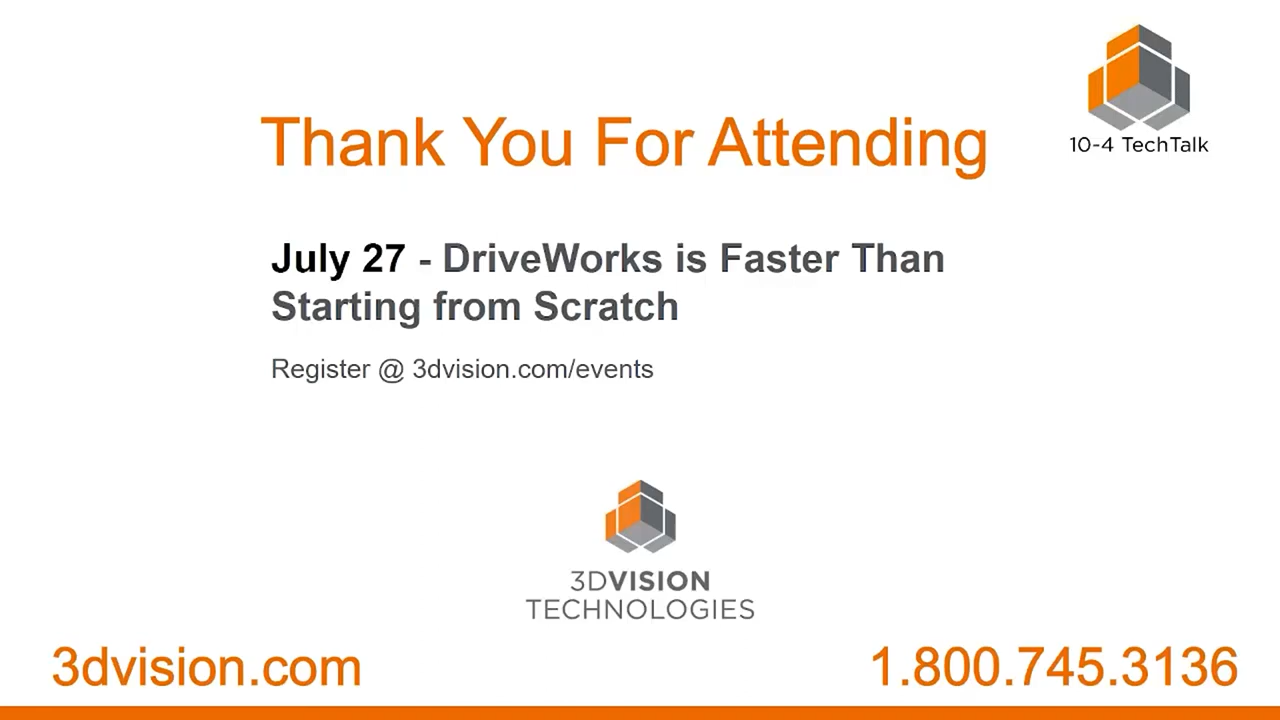 Thank You For Attending
10-4 TechTalk
July 27 - DriveWorks is Faster Than
Starting from Scratch
Register @ 3dvision.com/events
3DVISION
TECHNOLOGIES
3dvision.com
1.800.745.3136